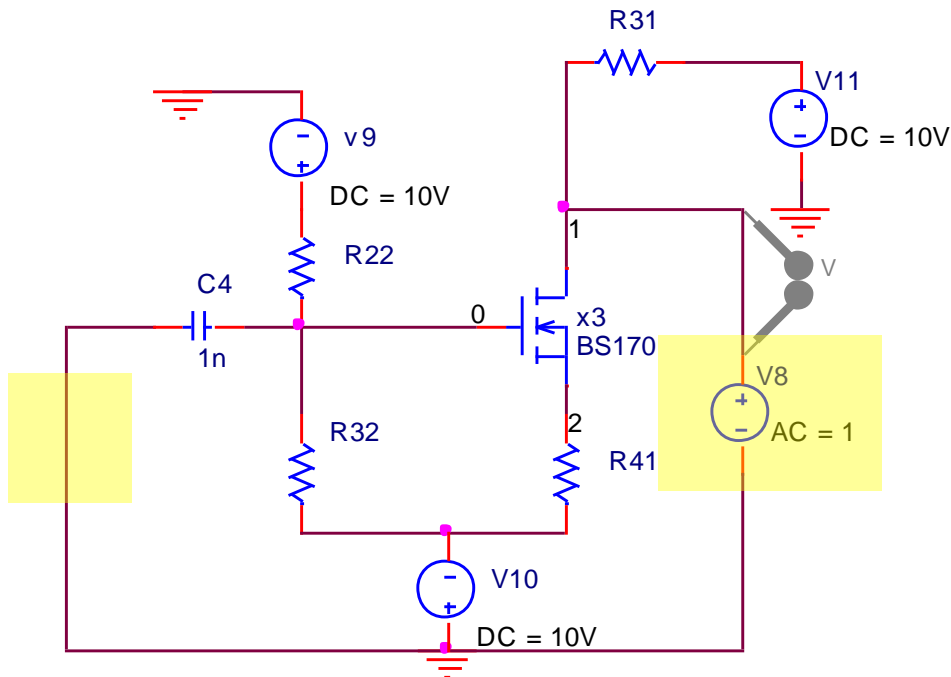 R31
V11
DC = 10V
v9
DC = 10V
R22
1
V
C4
0
x3
BS170
1n
V8
AC = 1
2
R32
R41
V10
DC = 10V